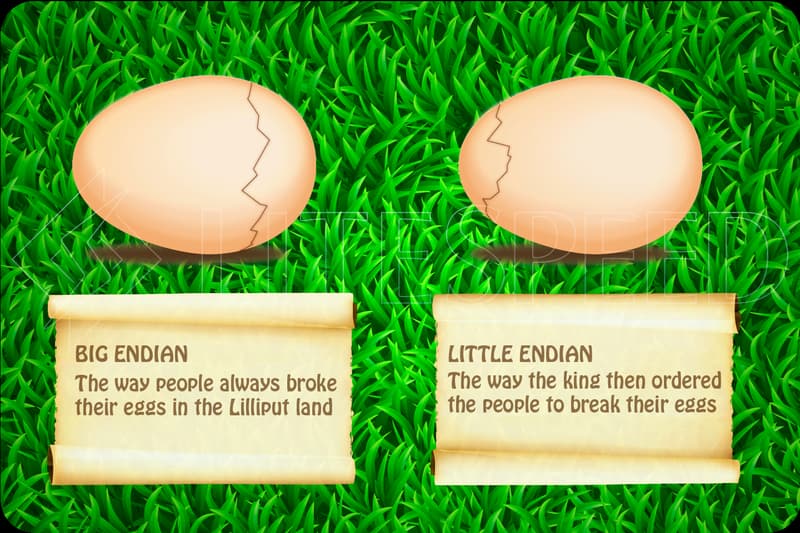 LITESPEED
BIG ENDIAN
The way people always broke
their eggs in the Lilliput land
LITTLE ENDIAN
The way the king then ordered
the people to break their eggs